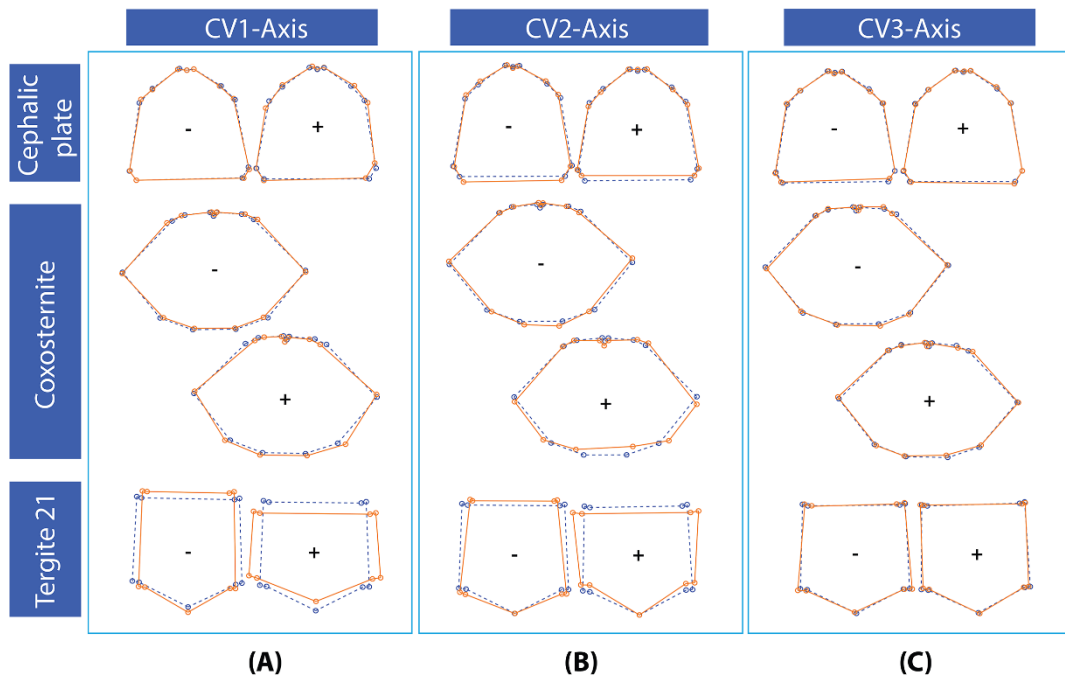 CV1-Axis
CV2-Axis
CV3-Axis
Cephalic
plate
-
+
-
+
-
+
Coxosternite
-
-
-
+
+
+
Tergite 21
-
+
-
+
-
+
(A)
(B)
(C)